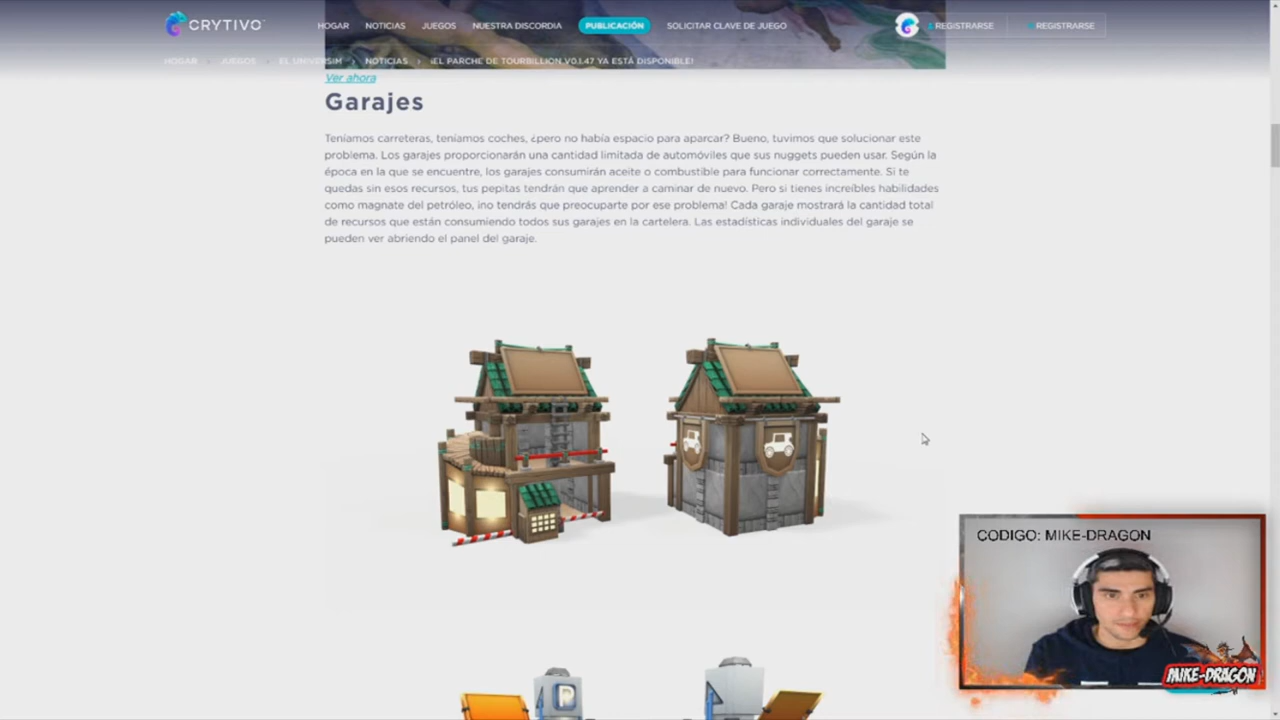 CRYTIVO
HOGAR NOTICIAS JUEGOS NUESTRA DISCORDIA PUBLICACIÓN SOLICITAR CLAVE DE JUEGO REGISTRARSE REGISTRARSE
HOGAR > JUEGOS > EL UNIVERSIM > NOTICIAS > ¡EL PARCHE DE TOURBILLION V0.1.47 YA ESTÁ DISPONIBLE!
Ver ahora
Garajes
Teníamos carreteras, teníamos coches, ¿pero no había espacio para aparcar? Bueno, tuvimos que solucionar este
problema. Los garajes proporcionarán una cantidad limitada de automóviles que sus nuggets pueden usar. Según la
época en la que se encuentre, los garajes consumirán aceite o combustible para funcionar correctamente. Si te
quedas sin esos recursos, tus pepitas tendrán que aprender a caminar de nuevo. Pero si tienes increíbles habilidades
como magnate del petróleo, ¡no tendrás que preocuparte por ese problema! Cada garaje mostrará la cantidad total
de recursos que están consumiendo todos sus garajes en la cartelera. Las estadísticas individuales del garaje se
pueden ver abriendo el panel del garaje.
P
CODIGO: MIKE-DRAGON
MIKE-DRAGON